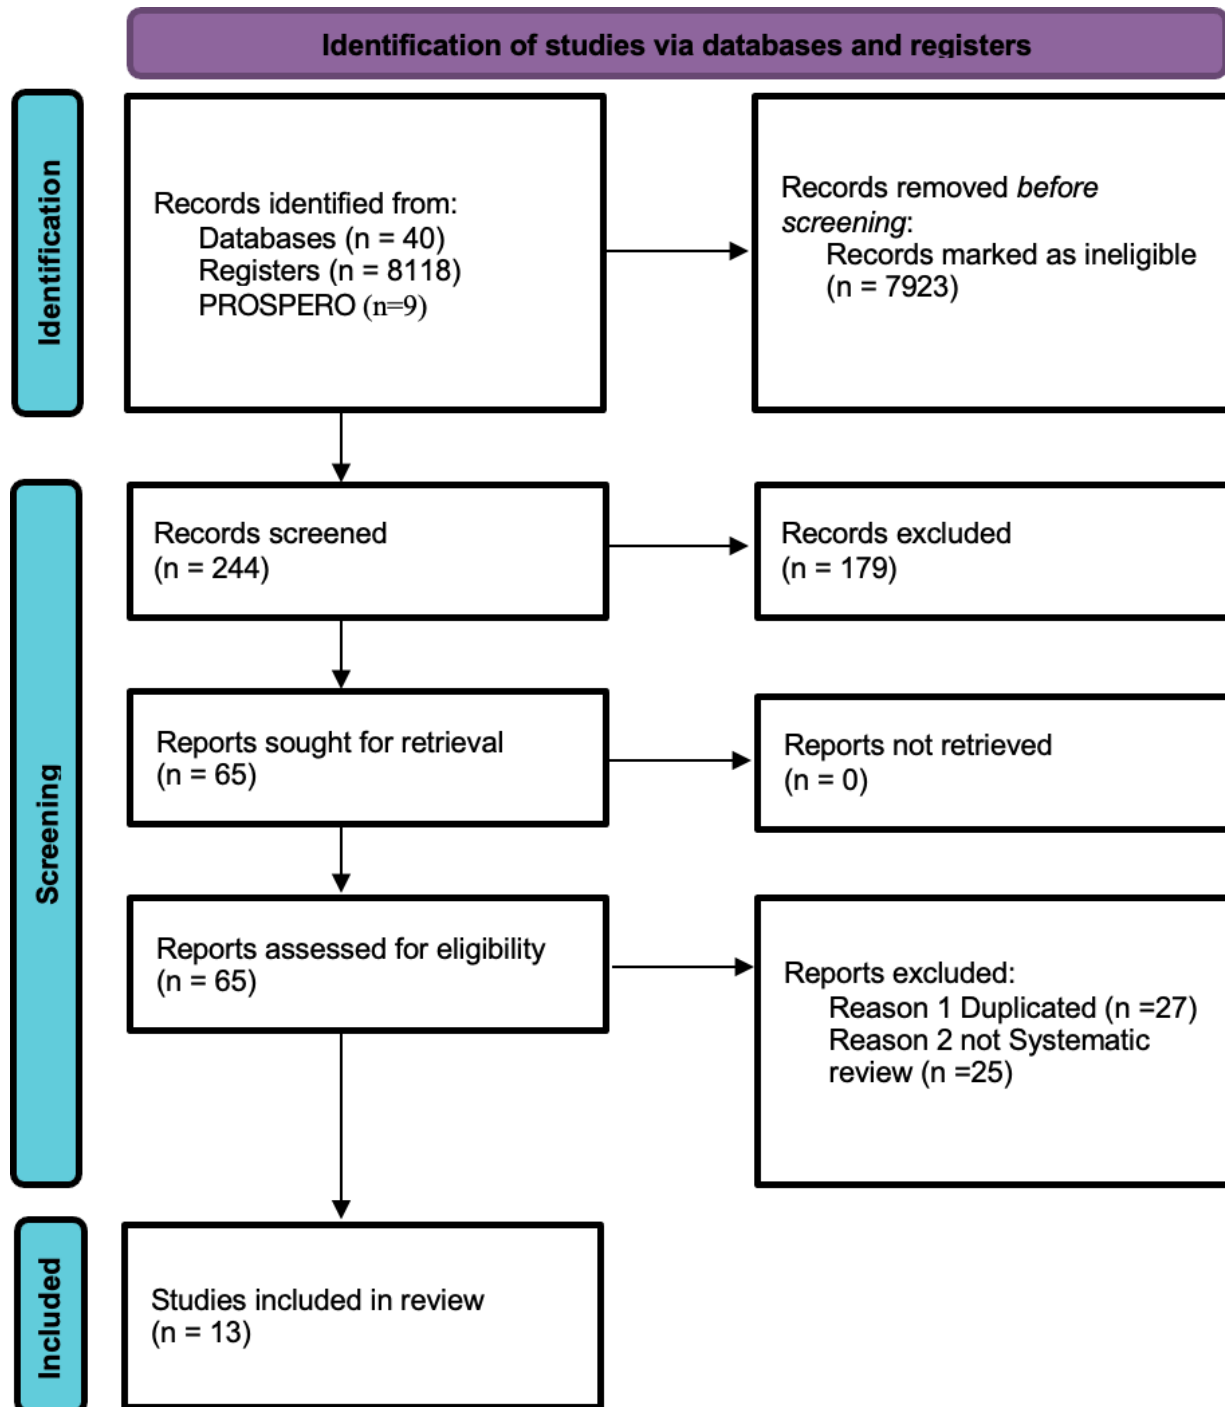 Identification of studies via databases and registers
Identification
Records identified from:
Databases (n = 40)
Registers (n = 8118)
PROSPERO (n=9)
Records removed before
screening:
Records marked as ineligible
(n = 7923)
Screening
Records screened
(n = 244)
Records excluded
(n = 179)
Reports sought for retrieval
(n = 65)
Reports not retrieved
(n = 0)
Reports assessed for eligibility
(n = 65)
Reports excluded:
Reason 1 Duplicated (n =27)
Reason 2 not Systematic
review (n =25)
Included
Studies included in review
(n = 13)